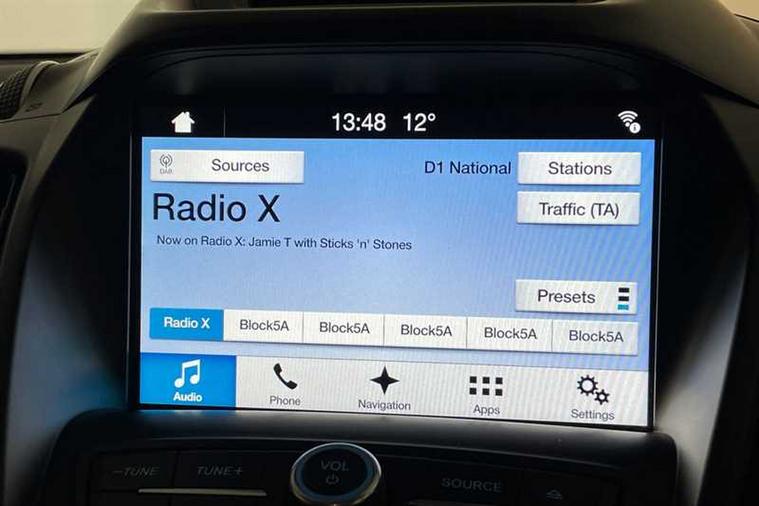 13:48 12°
DAB
Sources
D1 National
Stations
Radio X
Traffic (TA)
Now on Radio X: Jamie T with Sticks 'n' Stones
Presets
Radio X
Block5A
Block5A
Block5A
Block5A
Block5A
Audio
Phone
Navigation
Apps
Settings
–TUNE
TUNE+
VOL
SOURCE